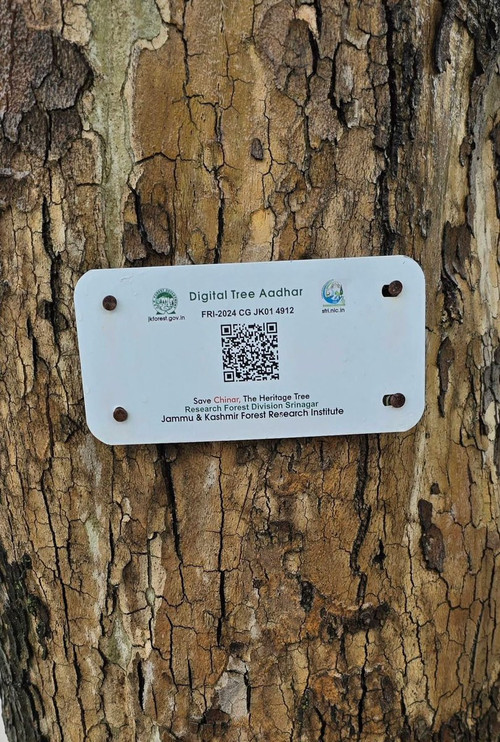 Digital Tree Aadhar
jkforest.gov.in
FRI-2024 CG JK01 4912
sfri.nic.in
Save Chinar, The Heritage Tree
Research Forest Division Srinagar
Jammu & Kashmir Forest Research Institute